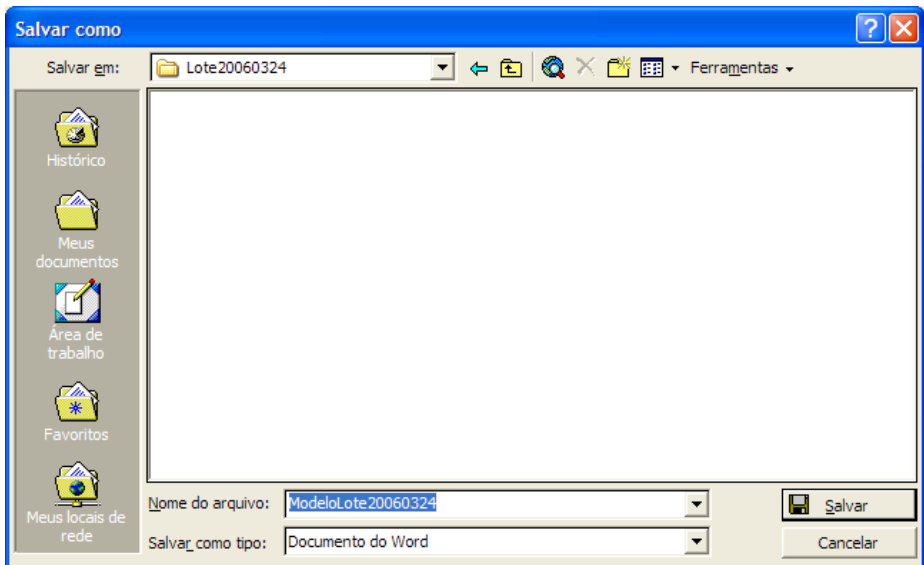 Salvar como
Salvar em: Lote20060324 Ferramentas
Histórico
Meus
documentos
Área de
trabalho
Favoritos
Meus locais de
rede
Nome do arquivo: ModeloLote20060324 Salvar
Salvar como tipo: Documento do Word Cancelar